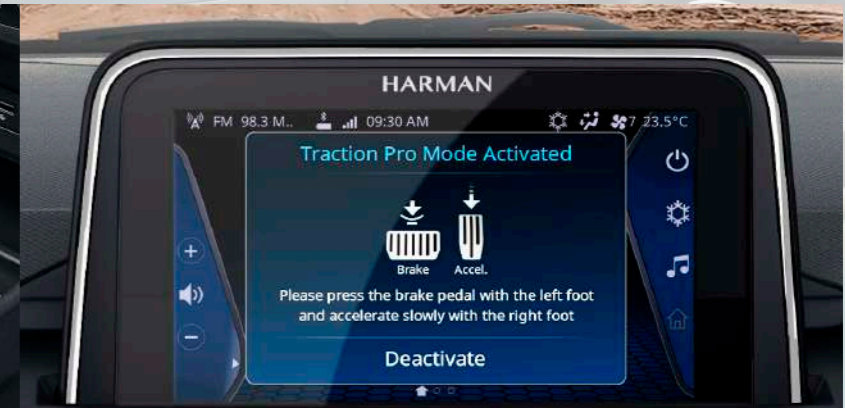 HARMAN
FM 98.3 M.. 09:30 AM 7 23.5°C
Traction Pro Mode Activated
Brake Accel.
Please press the brake pedal with the left foot
and accelerate slowly with the right foot
Deactivate